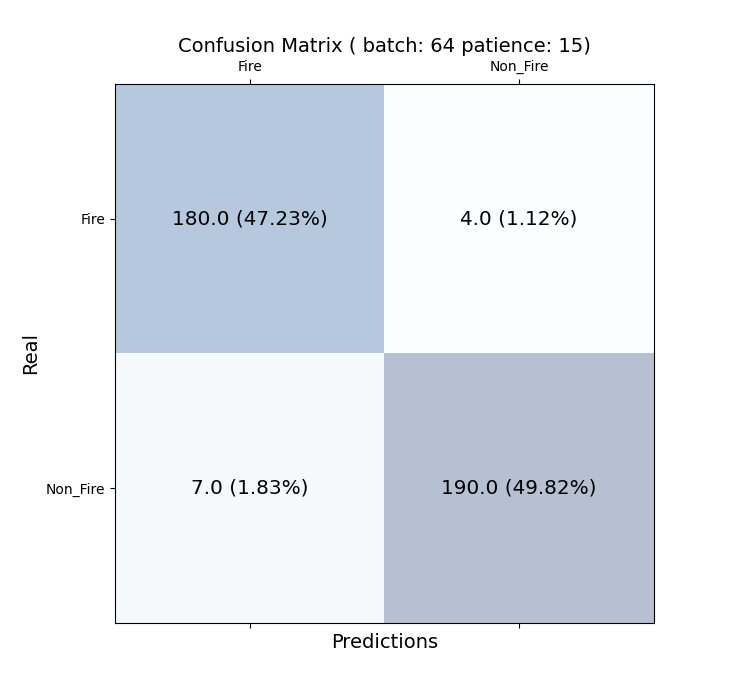 Confusion Matrix ( batch: 64 patience: 15)
Fire Non_Fire
Fire 180.0 (47.23%) 4.0 (1.12%)
Real
Non_Fire 7.0 (1.83%) 190.0 (49.82%)
Predictions